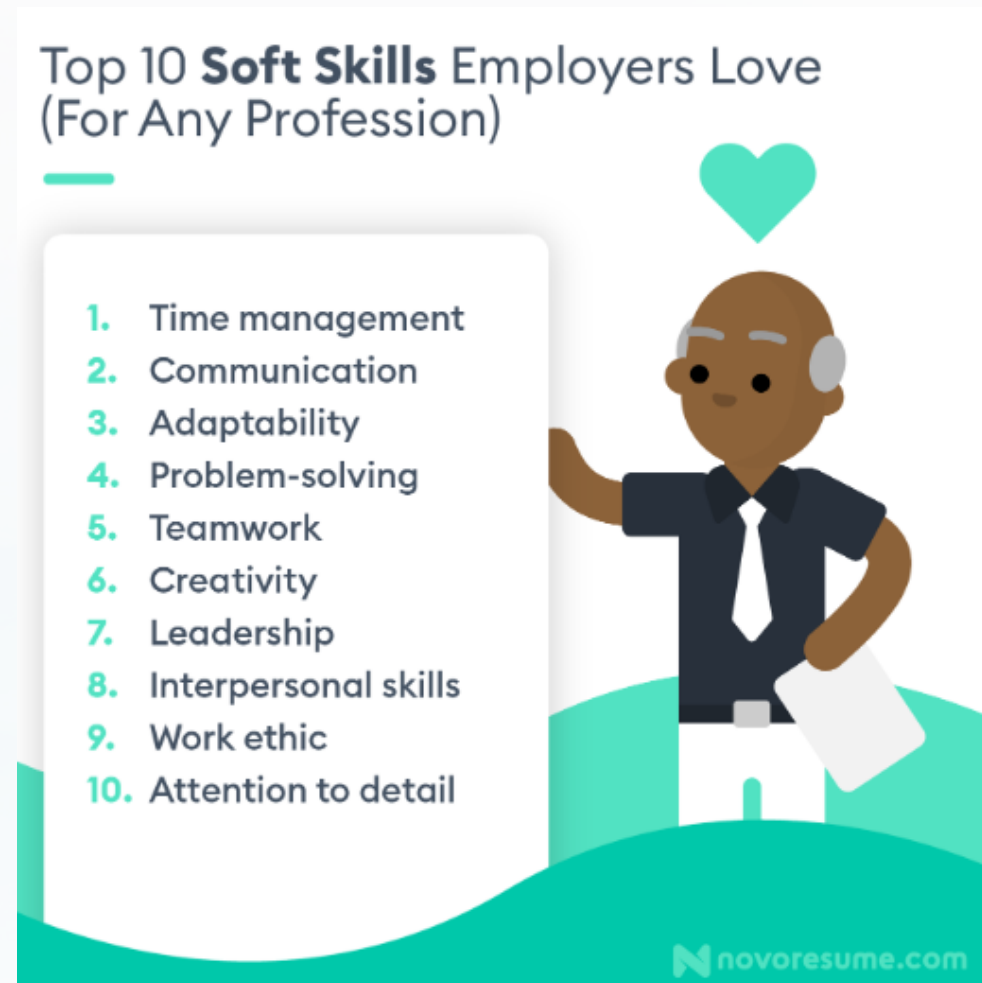 Top 10 Soft Skills Employers Love
(For Any Profession)
1. Time management
2. Communication
3. Adaptability
4. Problem-solving
5. Teamwork
6. Creativity
7. Leadership
8. Interpersonal skills
9. Work ethic
10. Attention to detail
novoresume.com